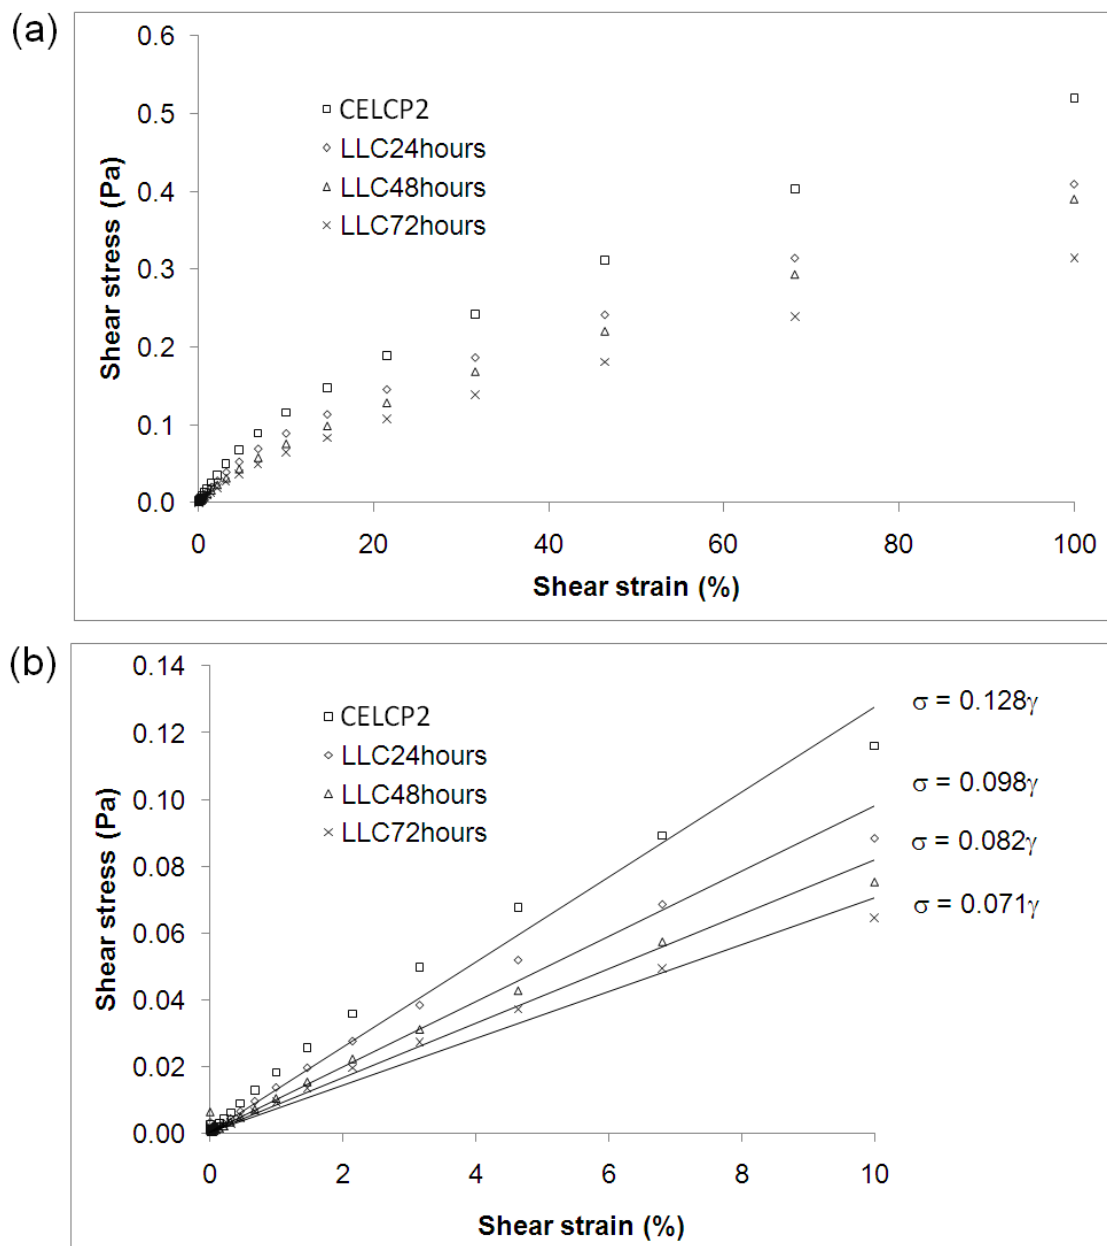 (a)
0.6
0.5
0.4
0.3
0.2
0.1
0.0
Shear stress (Pa)
CELCP2
LLC24hours
LLC48hours
LLC72hours
0 20 40 60 80 100
Shear strain (%)
(b)
0.14
0.12
0.10
0.08
0.06
0.04
0.02
0.00
Shear stress (Pa)
CELCP2
LLC24hours
LLC48hours
LLC72hours
σ = 0.128γ
σ = 0.098γ
σ = 0.082γ
σ = 0.071γ
0 2 4 6 8 10
Shear strain (%)